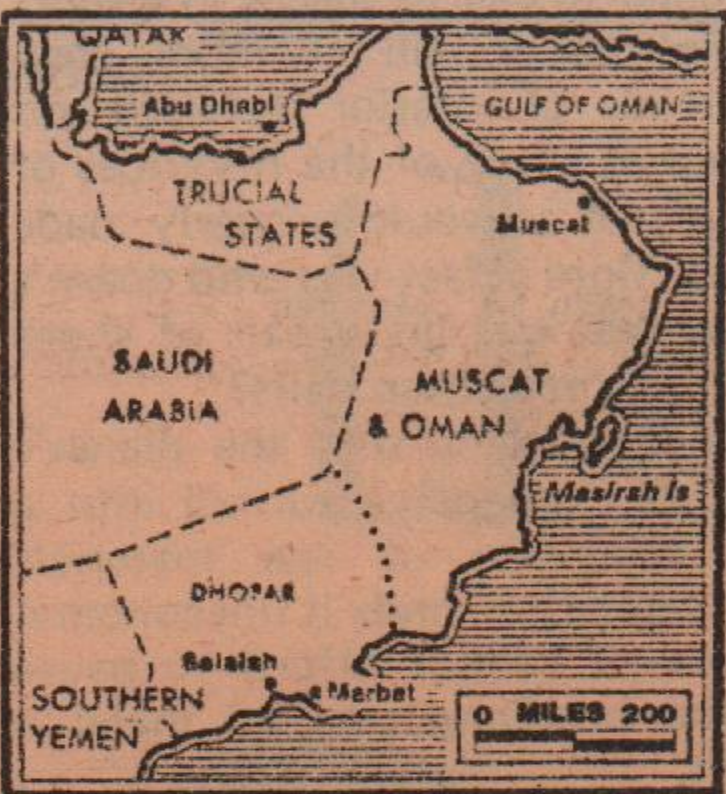 QATAR
Abu Dhabi
GULF OF OMAN
TRUCIAL
STATES
Muscat
SAUDI
ARABIA
MUSCAT
& OMAN
Masirah Is
DHOFAR
Salalah
Marbat
SOUTHERN
YEMEN
0 MILES 200